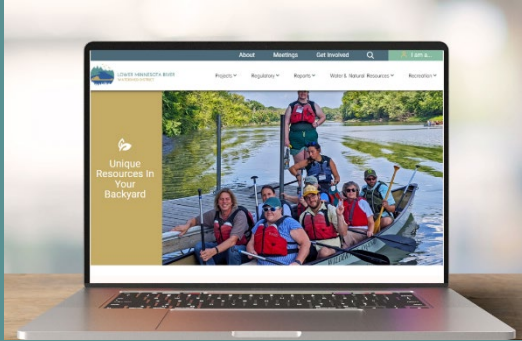 About Meetings Get Involved I am a...
LOWER MINNESOTA RIVER
WATERSHED DISTRICT
Projects Regulatory Reports Water & Natural Resources Recreation
Unique
Resources In
Your
Backyard